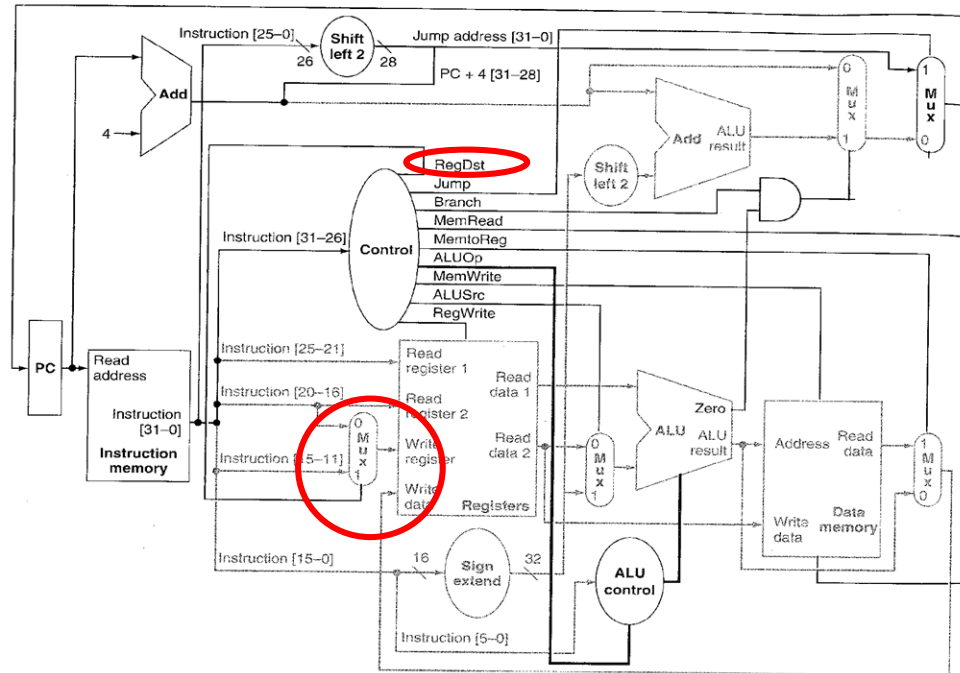 Instruction [25–0]
26
Shift
left 2
28
Jump address [31–0]
PC + 4 [31–28]
Add
4
0
M
u
x
1
1
M
u
x
0
Add
ALU
result
Shift
left 2
RegDst
Jump
Branch
MemRead
MemtoReg
ALUOp
MemWrite
ALUSrc
RegWrite
Instruction [31–26]
Control
PC
Read
address
Instruction
[31–0]
Instruction
memory
Instruction [25–21]
Instruction [20–16]
Instruction [15–11]
0
M
u
x
1
Read
register 1
Read
register 2
Write
register
Write
data
Read
data 1
Read
data 2
Registers
0
M
u
x
1
Zero
ALU
ALU
result
Address
Read
data
Write
data
Data
memory
1
M
u
x
0
Instruction [15–0]
16
Sign
extend
32
ALU
control
Instruction [5–0]